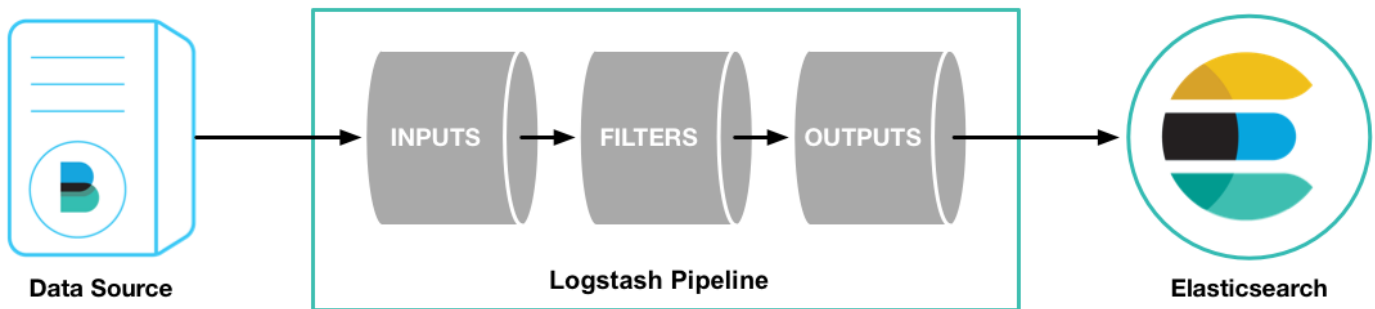 INPUTS
FILTERS
OUTPUTS
Data Source
Logstash Pipeline
Elasticsearch